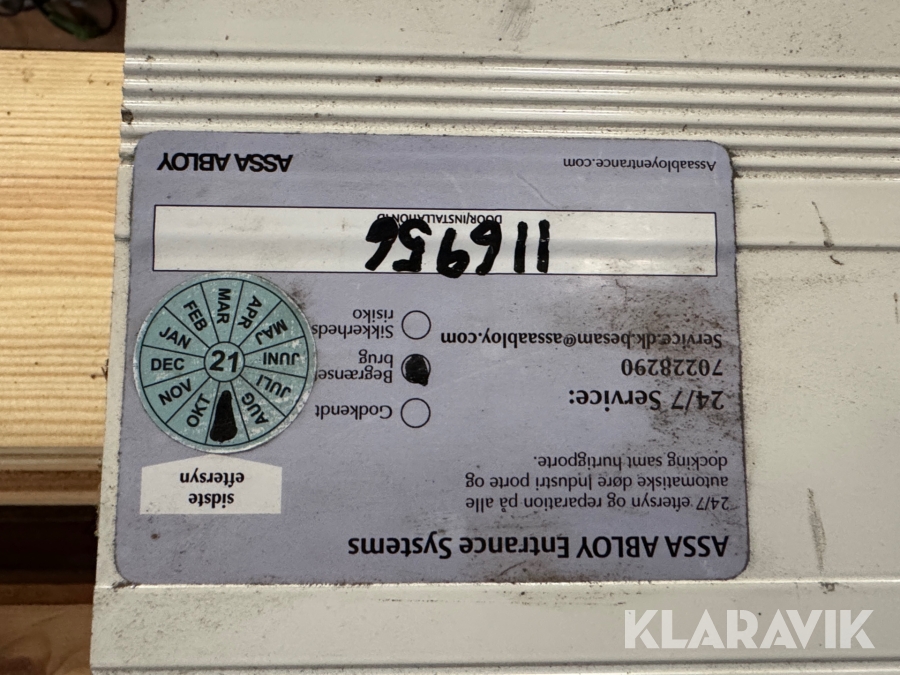 ASSA ABLOY Entrance Systems
24/7 eftersyn og reparation på alle
automatiske døre Industri porte og
docking samt hurtigporte.
24/7 Service:
70228290
Service.dk.besam@assaabloy.com
Godkendt
Begrænse
brug
Sikkerheds
risiko
sidste
eftersyn
21
JAN
FEB
MAR
APR
MAJ
JUNI
JULI
AUG
OKT
NOV
DEC
116956
DOOR/INSTALLATION ID
Assaabloyentrance.com
ASSA ABLOY
KLARAVIK